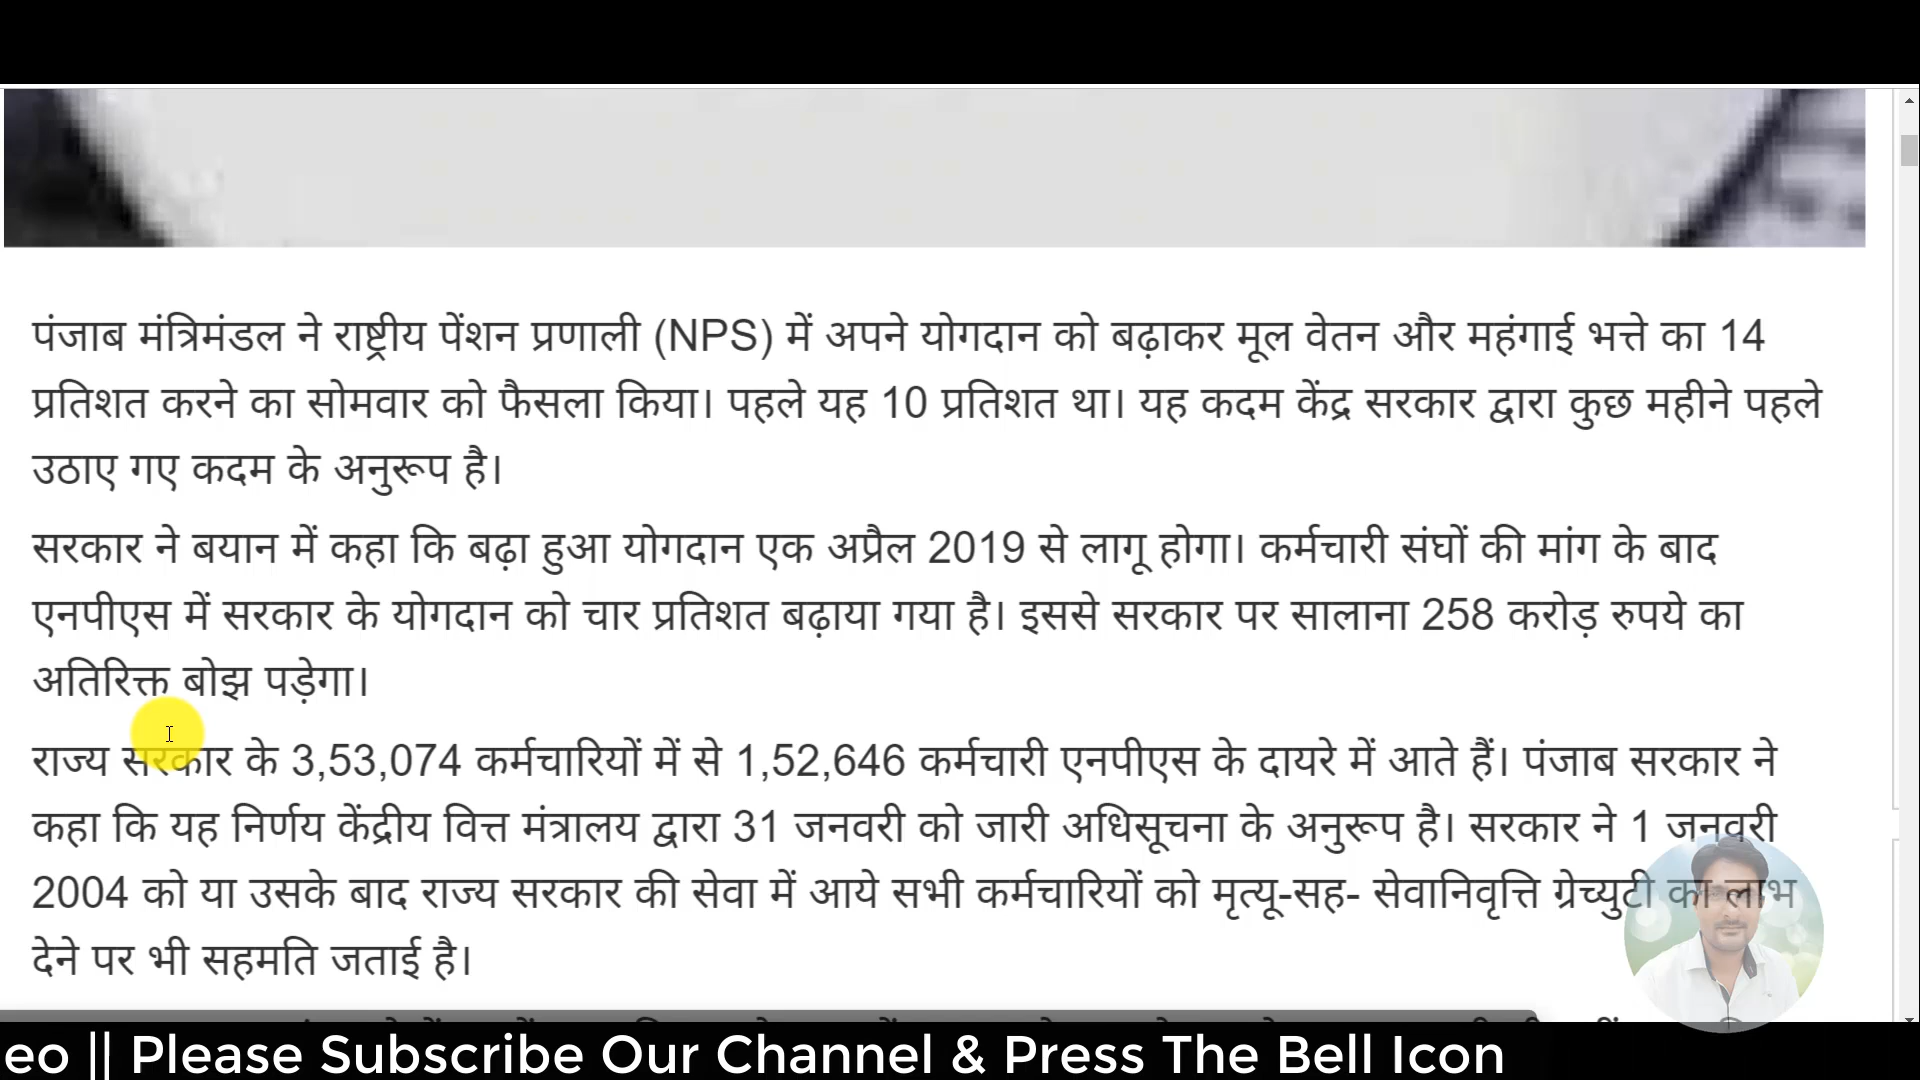 पंजाब मंत्रिमंडल ने राष्ट्रीय पेंशन प्रणाली (NPS) में अपने योगदान को बढ़ाकर मूल वेतन और महंगाई भत्ते का 14
प्रतिशत करने का सोमवार को फैसला किया। पहले यह 10 प्रतिशत था। यह कदम केंद्र सरकार द्वारा कुछ महीने पहले
उठाए गए कदम के अनुरूप है।
सरकार ने बयान में कहा कि बढ़ा हुआ योगदान एक अप्रैल 2019 से लागू होगा। कर्मचारी संघों की मांग के बाद
एनपीएस में सरकार के योगदान को चार प्रतिशत बढ़ाया गया है। इससे सरकार पर सालाना 258 करोड़ रुपये का
अतिरिक्त बोझ पड़ेगा।
राज्य सरकार के 3,53,074 कर्मचारियों में से 1,52,646 कर्मचारी एनपीएस के दायरे में आते हैं। पंजाब सरकार ने
कहा कि यह निर्णय केंद्रीय वित्त मंत्रालय द्वारा 31 जनवरी को जारी अधिसूचना के अनुरूप है। सरकार ने 1 जनवरी
2004 को या उसके बाद राज्य सरकार की सेवा में आये सभी कर्मचारियों को मृत्यू-सह- सेवानिवृत्ति ग्रेच्युटी का लाभ
देने पर भी सहमति जताई है।
eo || Please Subscribe Our Channel & Press The Bell Icon